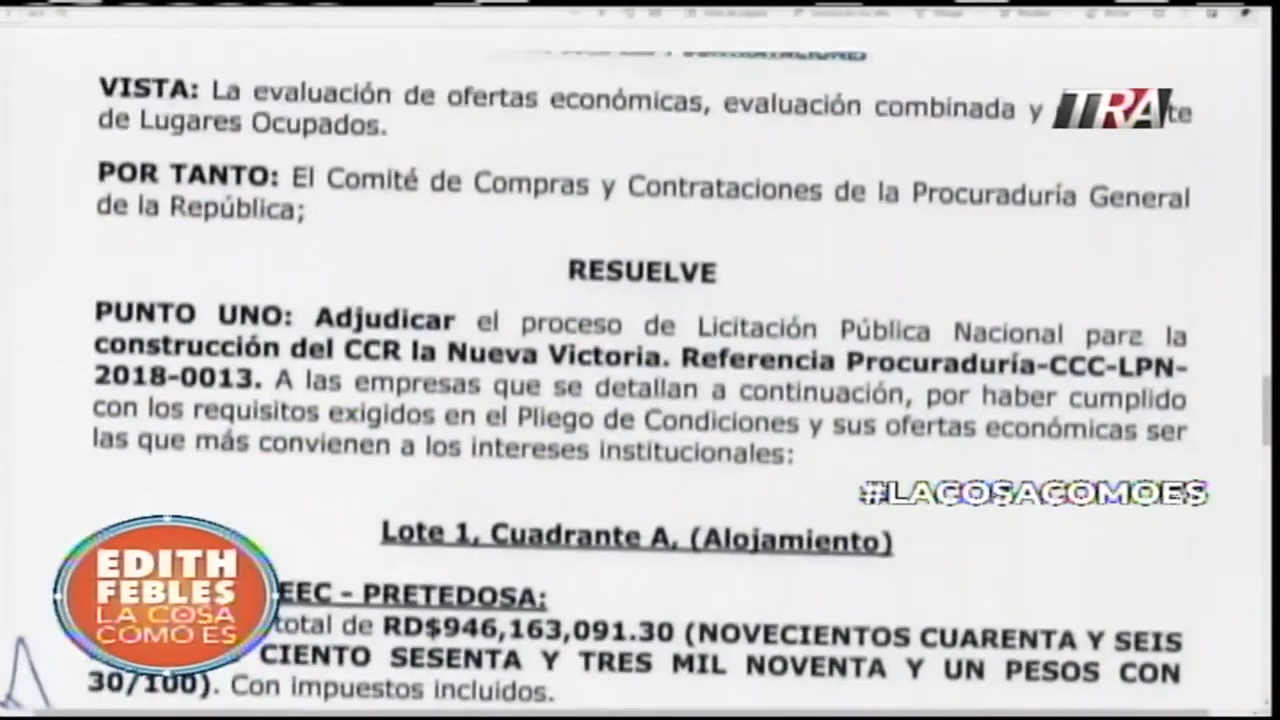 VISTA: La evaluación de ofertas económicas, evaluación combinada y te
de Lugares Ocupados.
TRA
POR TANTO: El Comité de Compras y Contrataciones de la Procuraduría General
de la República;
RESUELVE
PUNTO UNO: Adjudicar el proceso de Licitación Pública Nacional para la
construcción del CCR la Nueva Victoria. Referencia Procuraduría-CCC-LPN-
2018-0013. A las empresas que se detallan a continuación, por haber cumplido
con los requisitos exigidos en el Pliego de Condiciones y sus ofertas económicas ser
las que más convienen a los intereses institucionales:
#LACOSACOMOES
Lote 1, Cuadrante A, (Alojamiento)
EEC - PRETEDOSA:
total de RD$946,163,091.30 (NOVECIENTOS CUARENTA Y SEIS
CIENTO SESENTA Y TRES MIL NOVENTA Y UN PESOS CON
30/100). Con impuestos incluidos.
EDITH
FEBLES
LA COSA
COMO ES